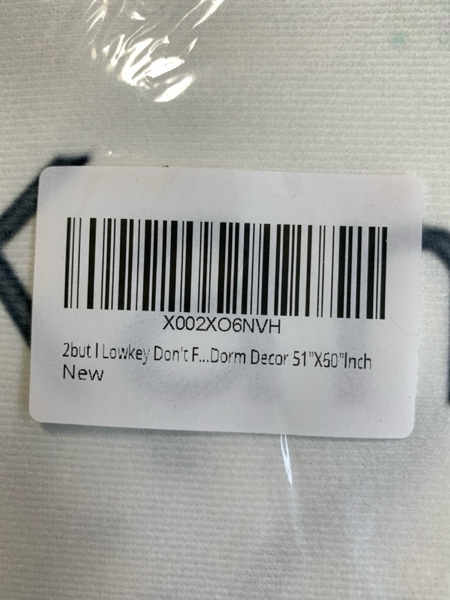 X002XO6NVH
2but I Lowkey Don't F...Dorm Decor 51"X60"Inch
New